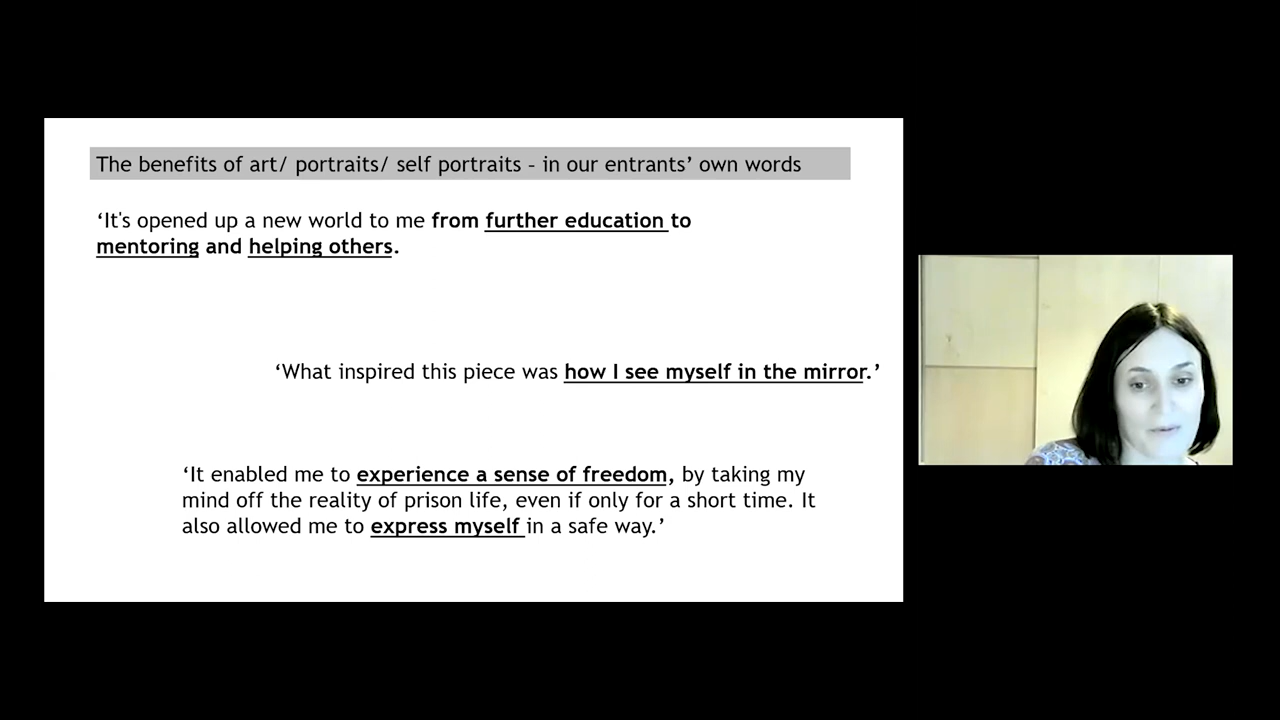 The benefits of art/ portraits/ self portraits – in our entrants’ own words
‘It's opened up a new world to me from further education to
mentoring and helping others.
‘What inspired this piece was how I see myself in the mirror.’
‘It enabled me to experience a sense of freedom, by taking my
mind off the reality of prison life, even if only for a short time. It
also allowed me to express myself in a safe way.’